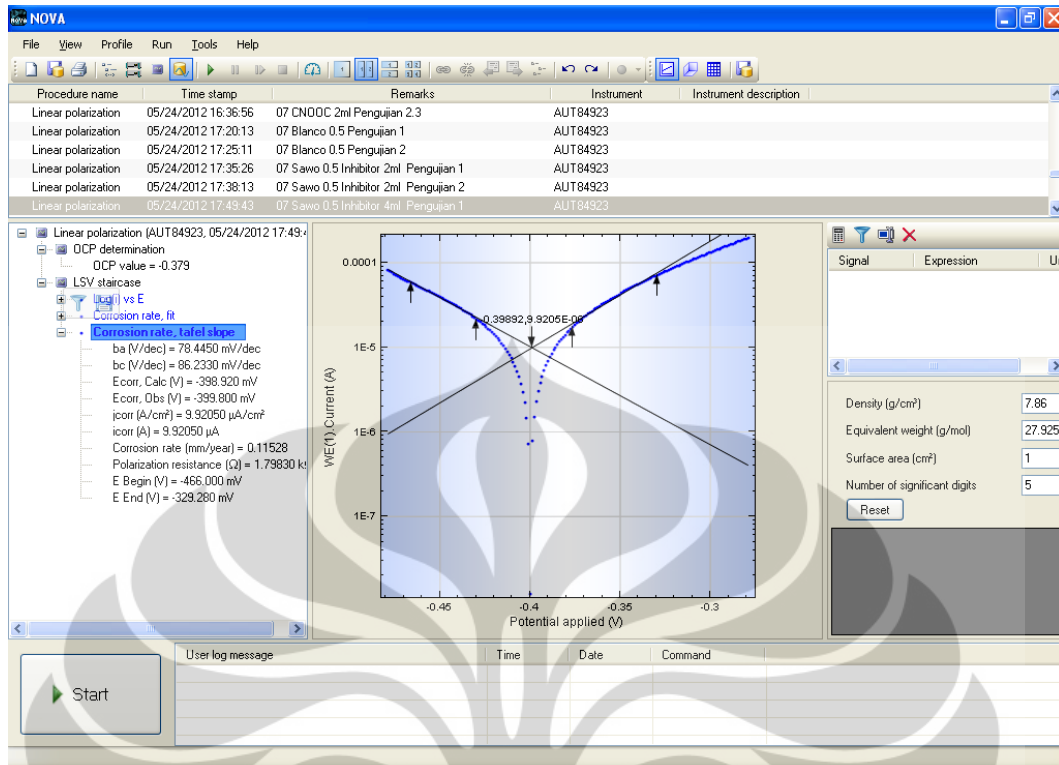 NOVA
File View Profile Run Tools Help
Procedure name Time stamp Remarks Instrument Instrument description
Linear polarization 05/24/2012 16:36:56 07 CNOOC 2ml Pengujian 2.3 AUT84923
Linear polarization 05/24/2012 17:20:13 07 Blanco 0.5 Pengujian 1 AUT84923
Linear polarization 05/24/2012 17:25:11 07 Blanco 0.5 Pengujian 2 AUT84923
Linear polarization 05/24/2012 17:35:26 07 Sawo 0.5 Inhibitor 2ml Pengujian 1 AUT84923
Linear polarization 05/24/2012 17:38:13 07 Sawo 0.5 Inhibitor 2ml Pengujian 2 AUT84923
Linear polarization 05/24/2012 17:49:43 07 Sawo 0.5 Inhibitor 4ml Pengujian 1 AUT84923
Linear polarization (AUT84923, 05/24/2012 17:49:4
OCP determination
OCP value = -0.379
LSV staircase
Log(i) vs E
Corrosion rate, fit
Corrosion rate, tafel slope
ba (V/dec) = 78.4450 mV/dec
bc (V/dec) = 86.2330 mV/dec
Ecorr, Calc (V) = -398.920 mV
Ecorr, Obs (V) = -399.800 mV
jcorr (A/cm²) = 9.92050 µA/cm²
icorr (A) = 9.92050 µA
Corrosion rate (mm/year) = 0.11528
Polarization resistance (Ω) = 1.79830 k
E Begin (V) = -466.000 mV
E End (V) = -329.280 mV
0.0001
1E-5
1E-6
1E-7
WE(1).Current (A)
-0.39892,9.9205E-06
-0.45 -0.4 -0.35 -0.3
Potential applied (V)
Signal Expression U
Density (g/cm³) 7.86
Equivalent weight (g/mol) 27.925
Surface area (cm²) 1
Number of significant digits 5
Reset
Start
User log message Time Date Command